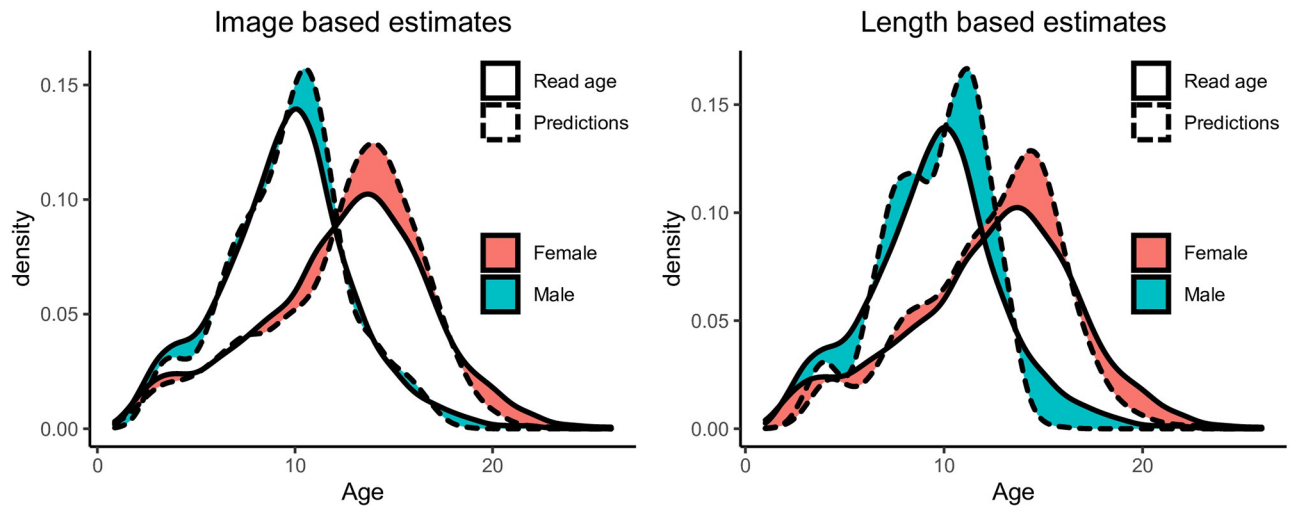 Image based estimates
0.15
0.10
0.05
0.00
density
0
10
20
Age
Read age
Predictions
Female
Male
Length based estimates
0.15
0.10
0.05
0.00
density
0
10
20
Age
Read age
Predictions
Female
Male